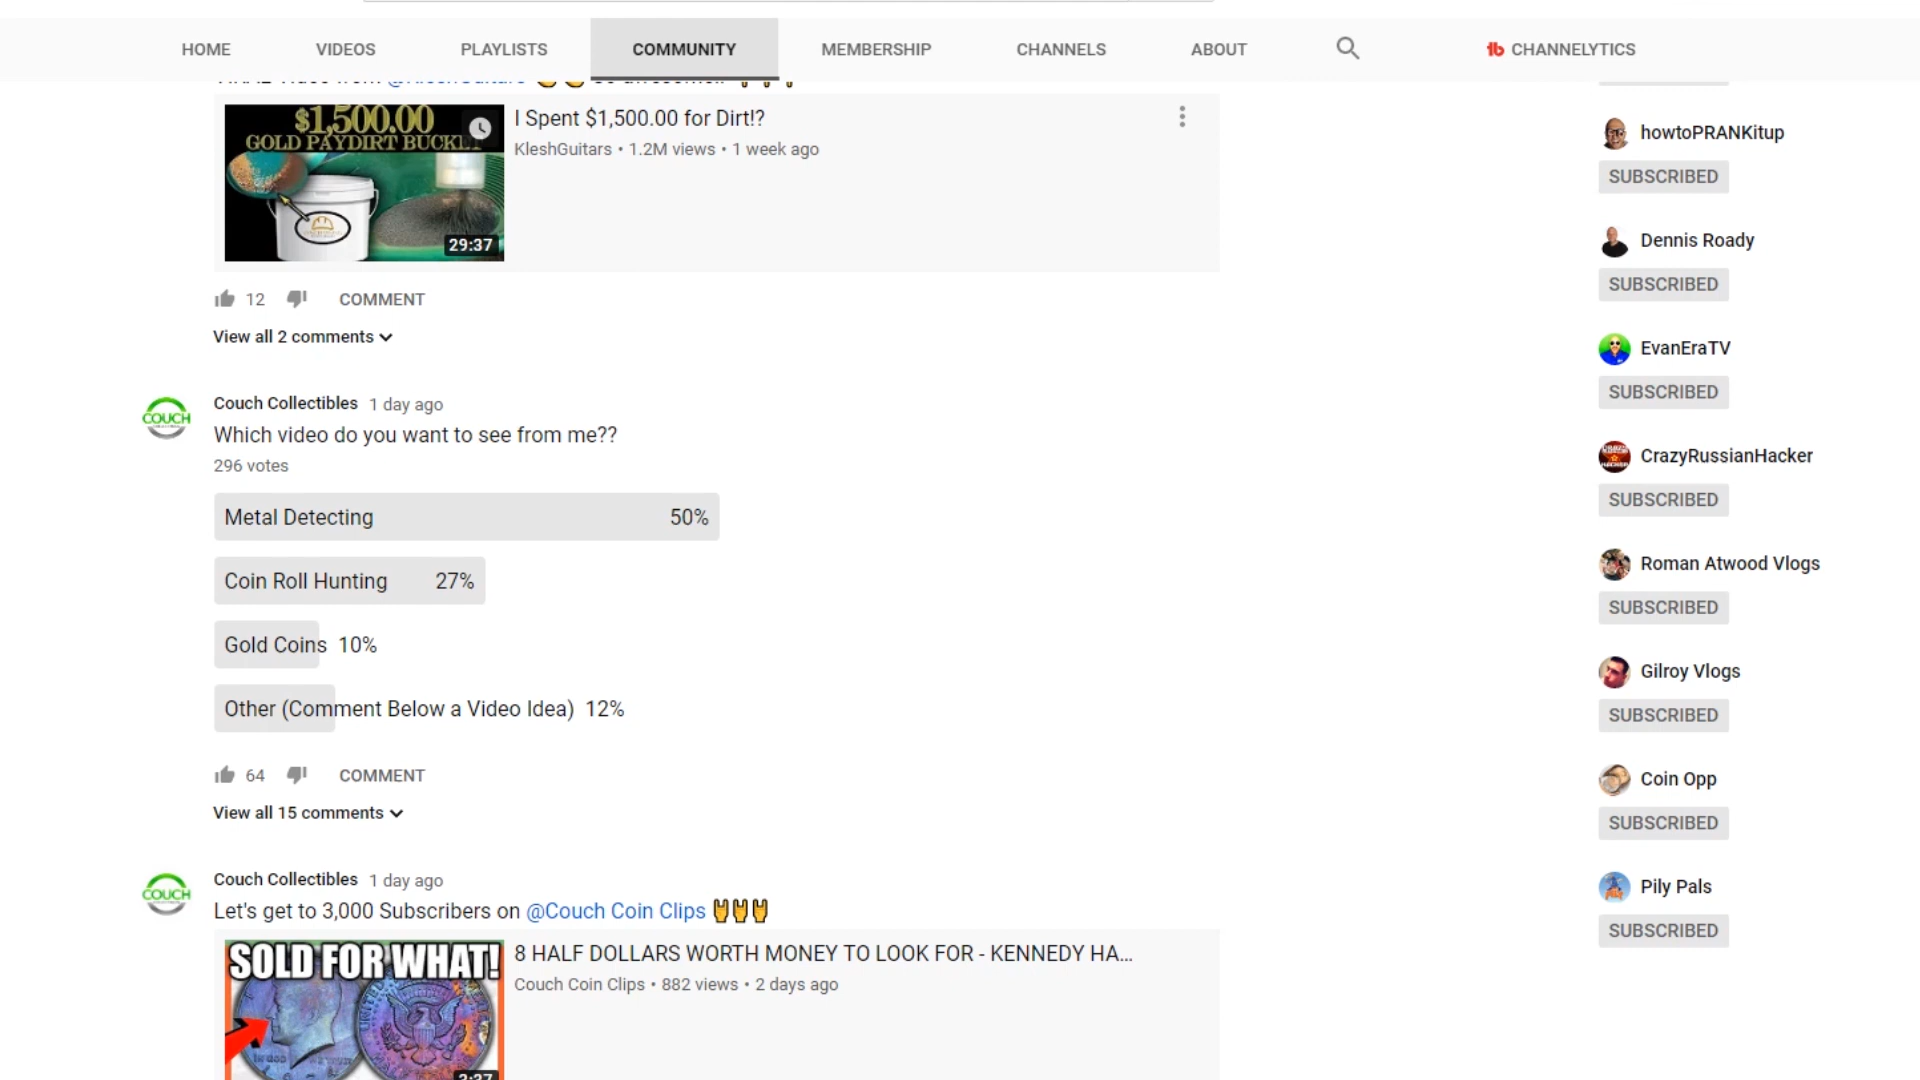 HOME VIDEOS PLAYLISTS COMMUNITY MEMBERSHIP CHANNELS ABOUT CHANNELYTICS
$1,500.00
GOLD PAYDIRT BUCKET
29:37
I Spent $1,500.00 for Dirt!?
KleshGuitars • 1.2M views • 1 week ago
12 COMMENT
View all 2 comments
COUCH
Couch Collectibles 1 day ago
Which video do you want to see from me??
296 votes
Metal Detecting 50%
Coin Roll Hunting 27%
Gold Coins 10%
Other (Comment Below a Video Idea) 12%
64 COMMENT
View all 15 comments
COUCH
Couch Collectibles 1 day ago
Let's get to 3,000 Subscribers on @Couch Coin Clips
SOLD FOR WHAT!
8 HALF DOLLARS WORTH MONEY TO LOOK FOR - KENNEDY HA...
Couch Coin Clips • 882 views • 2 days ago
howtoPRANKitup
SUBSCRIBED
Dennis Roady
SUBSCRIBED
EvanEraTV
SUBSCRIBED
CrazyRussianHacker
SUBSCRIBED
Roman Atwood Vlogs
SUBSCRIBED
Gilroy Vlogs
SUBSCRIBED
Coin Opp
SUBSCRIBED
Pily Pals
SUBSCRIBED